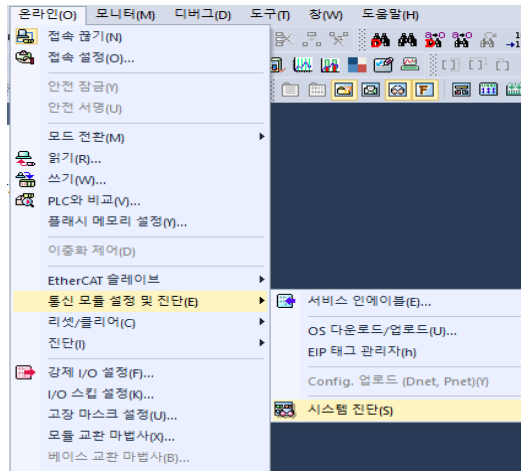 온라인(O) 모니터(M) 디버그(D) 도구(T) 창(W) 도움말(H)
접속 끊기(N)
접속 설정(O)...
안전 잠금(Y)
안전 서명(U)
모드 전환(M)
읽기(R)...
쓰기(W)...
PLC와 비교(V)...
플래시 메모리 설정(Y)...
이중화 제어(D)
EtherCAT 슬레이브
통신 모듈 설정 및 진단(E)
서비스 인에이블(E)...
리셋/클리어(C)
OS 다운로드/업로드(U)...
진단(I)
EIP 태그 관리자(h)
강제 I/O 설정(F)...
Config. 업로드 (Dnet, Pnet)(Y)
I/O 스킵 설정(K)...
시스템 진단(S)
고장 마스크 설정(U)...
모듈 교환 마법사(X)...
베이스 교환 마법사(B)...